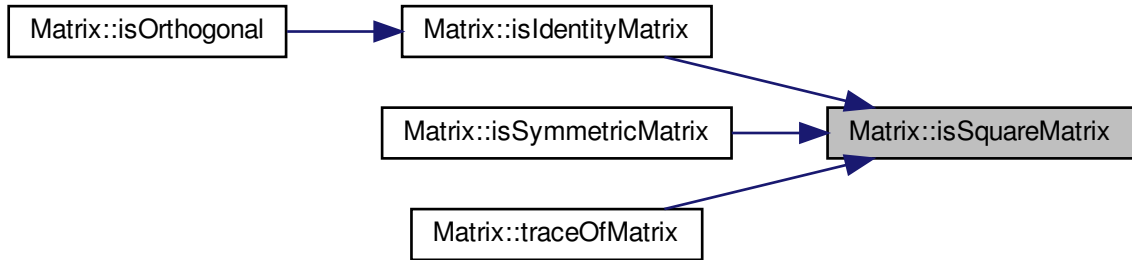 Matrix::isOrthogonal
Matrix::isIdentityMatrix
Matrix::isSymmetricMatrix
Matrix::isSquareMatrix
Matrix::traceOfMatrix